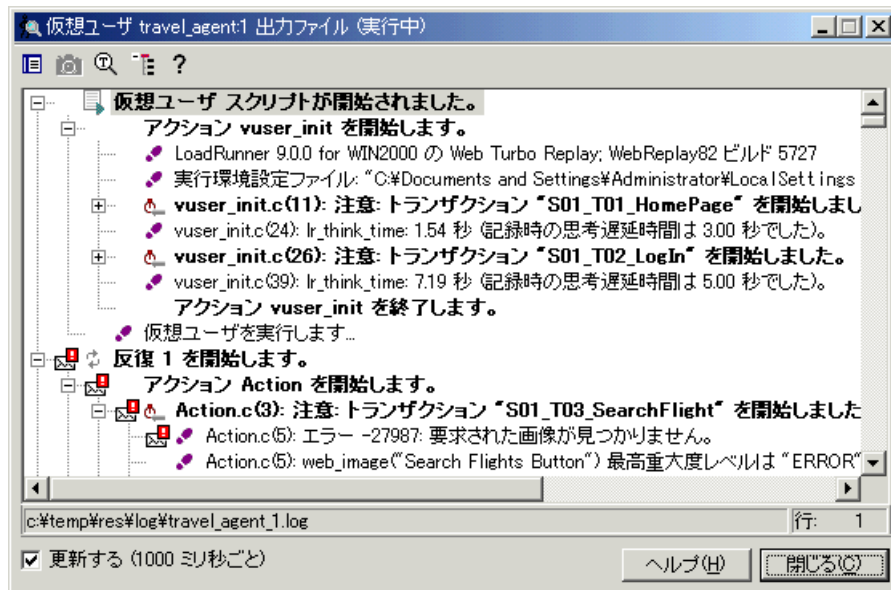 仮想ユーザ travel_agent:1 出力ファイル (実行中)
?
仮想ユーザ スクリプトが開始されました。
アクション vuser_init を開始します。
LoadRunner 9.0.0 for WIN2000 の Web Turbo Replay; WebReplay82 ビルド 5727
実行環境設定ファイル: "C:¥Documents and Settings¥Administrator¥LocalSettings
vuser_init.c(11): 注意: トランザクション "S01_T01_HomePage" を開始しまし
vuser_init.c(24): lr_think_time: 1.54 秒 (記録時の思考遅延時間は 3.00 秒でした)。
vuser_init.c(26): 注意: トランザクション "S01_T02_LogIn" を開始しました。
vuser_init.c(39): lr_think_time: 7.19 秒 (記録時の思考遅延時間は 5.00 秒でした)。
アクション vuser_init を終了します。
仮想ユーザを実行します...
反復 1 を開始します。
アクション Action を開始します。
Action.c(3): 注意: トランザクション "S01_T03_SearchFlight" を開始しました
Action.c(5): エラー -27987: 要求された画像が見つかりません。
Action.c(5): web_image("Search Flights Button") 最高重大度レベルは "ERROR"
c:¥temp¥res¥log¥travel_agent_1.log 行: 1
更新する (1000 ミリ秒ごと) ヘルプ(H) 閉じる(C)